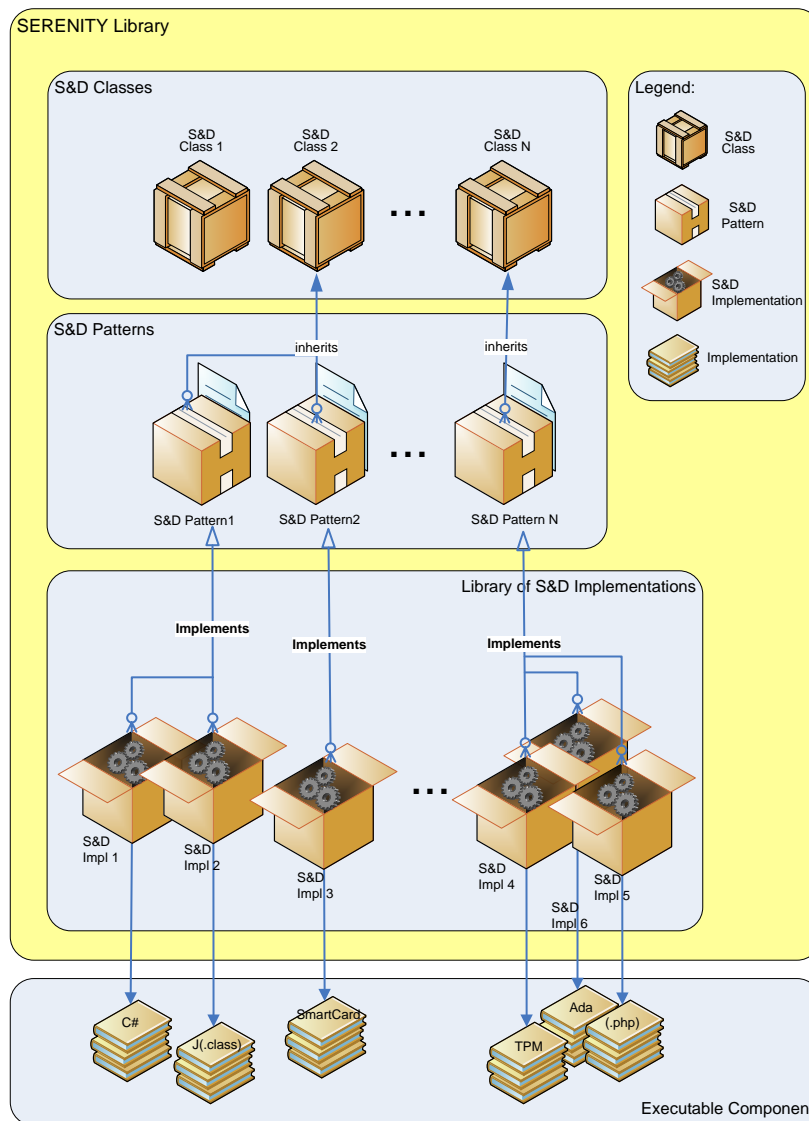 SERENITY Library
S&D Classes
S&D
Class 1
S&D
Class 2
S&D
Class N
...
Legend:
S&D
Class
S&D
Pattern
S&D
Implementation
Implementation
S&D Patterns
inherits
inherits
...
S&D Pattern1
S&D Pattern2
S&D Pattern N
Library of S&D Implementations
Implements
Implements
Implements
...
S&D
Impl 1
S&D
Impl 2
S&D
Impl 3
S&D
Impl 4
S&D
Impl 5
S&D
Impl 6
C#
J(.class)
SmartCard
TPM
Ada
(.php)
Executable Component